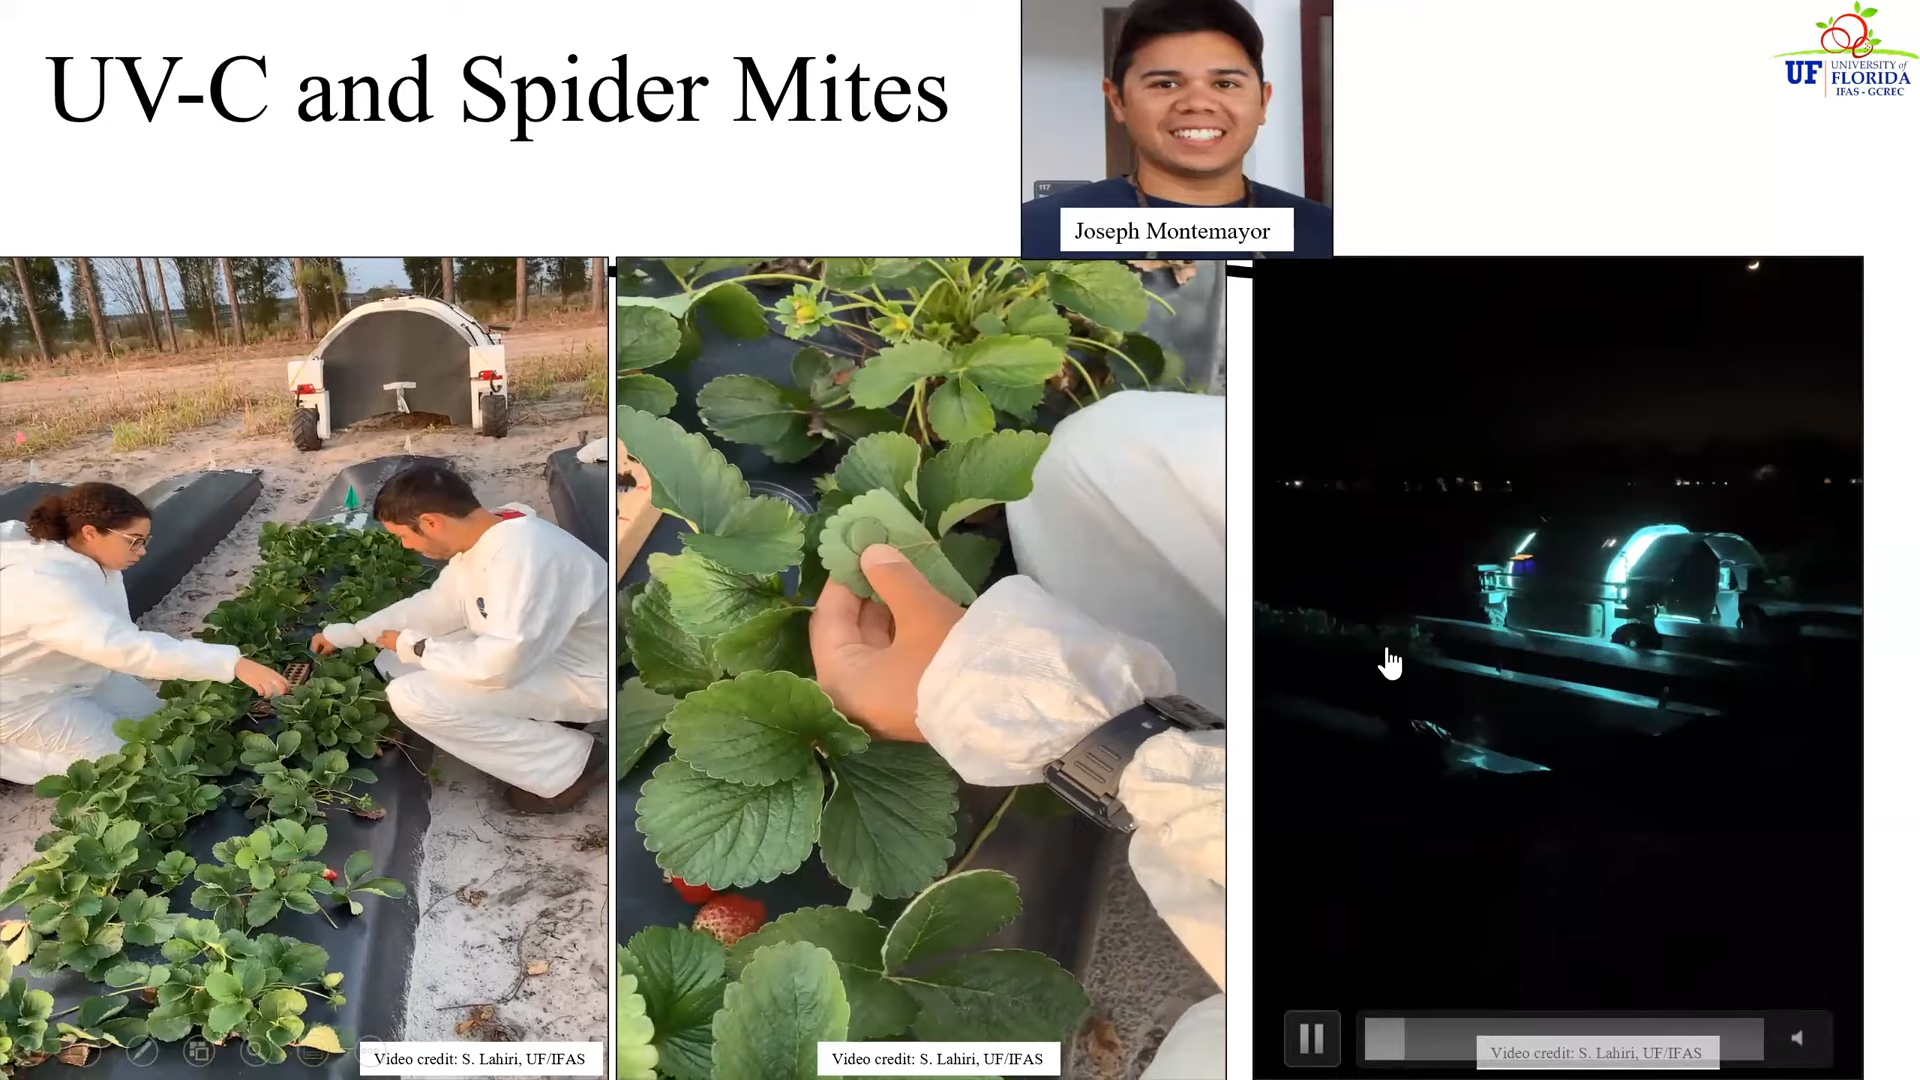 UV-C and Spider Mites
117
Joseph Montemayor
UF UNIVERSITY of
FLORIDA
IFAS - GCREC
Video credit: S. Lahiri, UF/IFAS
Video credit: S. Lahiri, UF/IFAS
Video credit: S. Lahiri, UF/IFAS